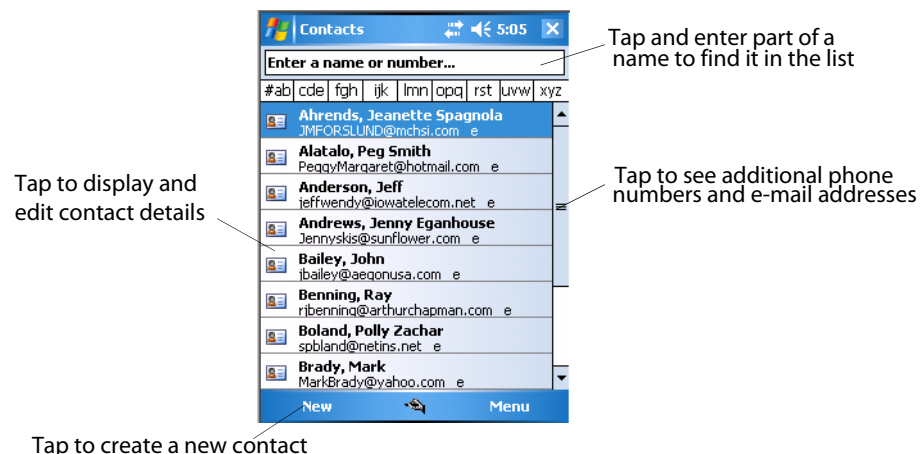 Contacts 5:05
Enter a name or number...
#ab cde fgh ijk lmn opq rst uvw xyz
Ahrends, Jeanette Spagnola
JMFORSLUND@mchsi.com e
Alatalo, Peg Smith
PeggyMargaret@hotmail.com e
Anderson, Jeff
jeffwendy@iowatelecom.net e
Andrews, Jenny Eganhouse
Jennyskis@sunflower.com e
Bailey, John
jbailey@aegonusa.com e
Benning, Ray
rjbenning@arthurchapman.com e
Boland, Polly Zachar
spbland@netins.net e
Brady, Mark
MarkBrady@yahoo.com e
New Menu
Tap and enter part of a
name to find it in the list
Tap to see additional phone
numbers and e-mail addresses
Tap to display and
edit contact details
Tap to create a new contact